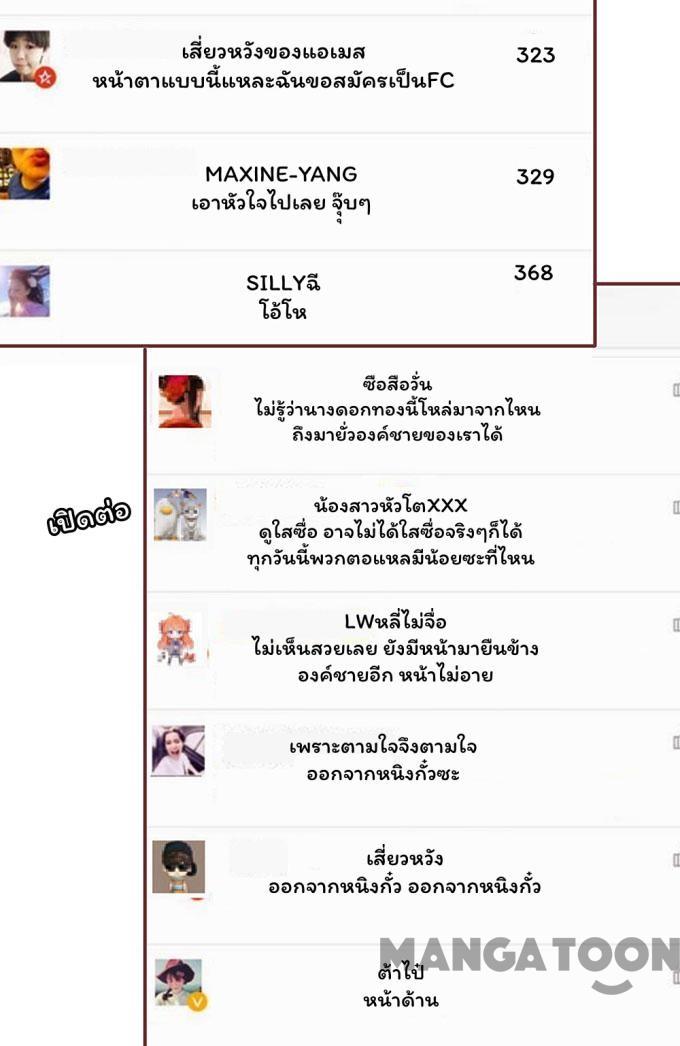 เสี่ยวหวังของแอเมส
323
หน้าตาแบบนี้แหละฉันขอสมัครเป็นFC
MAXINE-YANG
329
เอาหัวใจไปเลย จุ๊บๆ
SILLYฉี
368
โอ้โห
ซือสือวั่น
ไม่รู้ว่านางดอกทองนี้โหล่มาจากไหน
ถึงมายั่วองค์ชายของเราได้
เปิดต่อ
น้องสาวหัวโตXXX
ดูใสซื่อ อาจไม่ได้ใสซื่อจริงๆก็ได้
ทุกวันนี้พวกตอแหลมีน้อยซะที่ไหน
LWหลี่ไม่จื่อ
ไม่เห็นสวยเลย ยังมีหน้ามายืนข้าง
องค์ชายอีก หน้าไม่อาย
เพราะตามใจจึงตามใจ
ออกจากหนิงกั๋วซะ
เสี่ยวหวัง
ออกจากหนิงกั๋ว ออกจากหนิงกั๋ว
MANGATOON
ต้าไป๋
หน้าด้าน